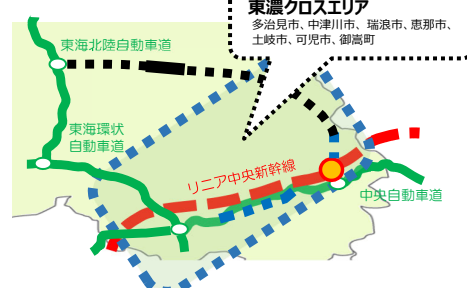 東濃クロスエリア
多治見市、中津川市、瑞浪市、恵那市、
土岐市、可児市、御嵩町
東海北陸自動車道
東海環状
自動車道
リニア中央新幹線
中央自動車道